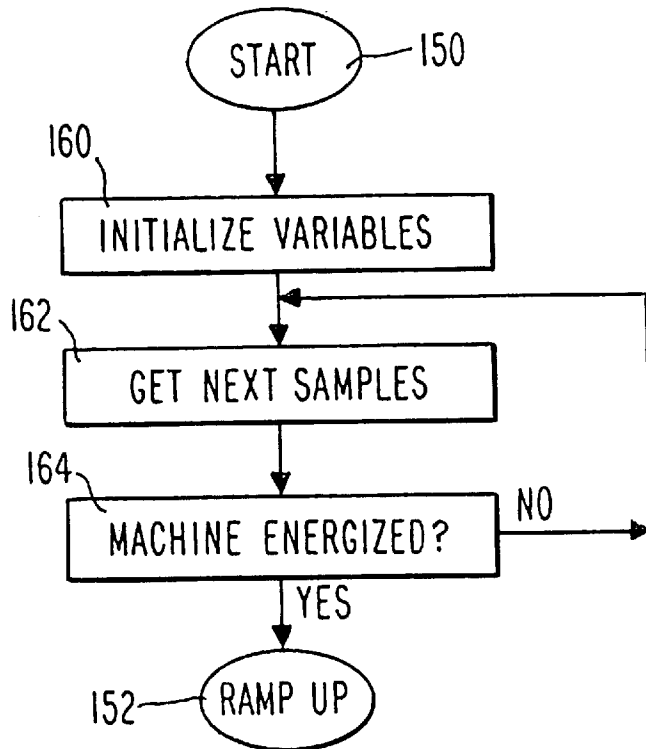 START
150
160
INITIALIZE VARIABLES
162
GET NEXT SAMPLES
164
MACHINE ENERGIZED?
NO
YES
152
RAMP UP